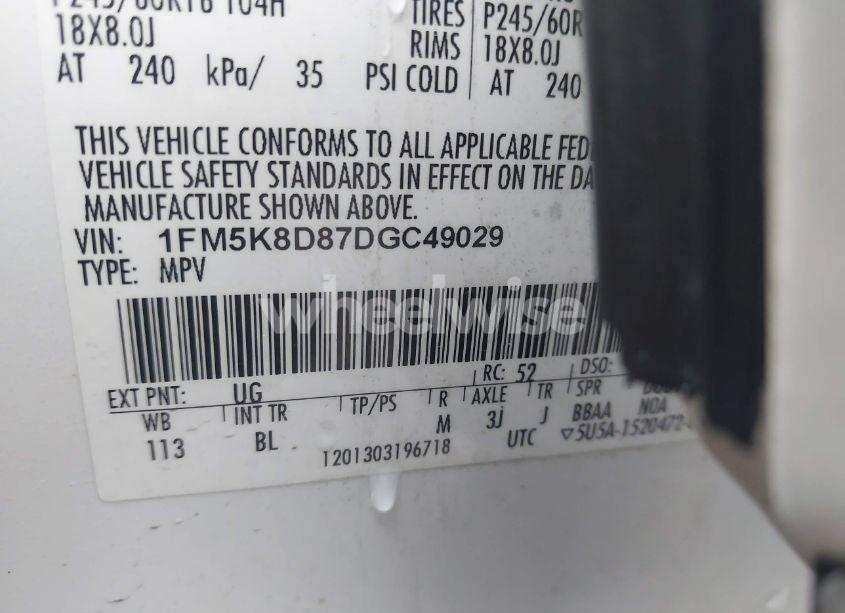 18X8.0J
AT 240 kPa/ 35 PSI COLD
TIRES P245/60R
RIMS 18X8.0J
AT 240
THIS VEHICLE CONFORMS TO ALL APPLICABLE FED
VEHICLE SAFETY STANDARDS IN EFFECT ON THE DA
MANUFACTURE SHOWN ABOVE.
VIN: 1FM5K8D87DGC49029
TYPE: MPV
wheelwise
EXT PNT: UG RC: 52 DSO:
WB INT TR TP/PS R AXLE TR SPR
113 BL M 3J J BBAA NOA
1201303196718 UTC ▽5U5A-1520472-